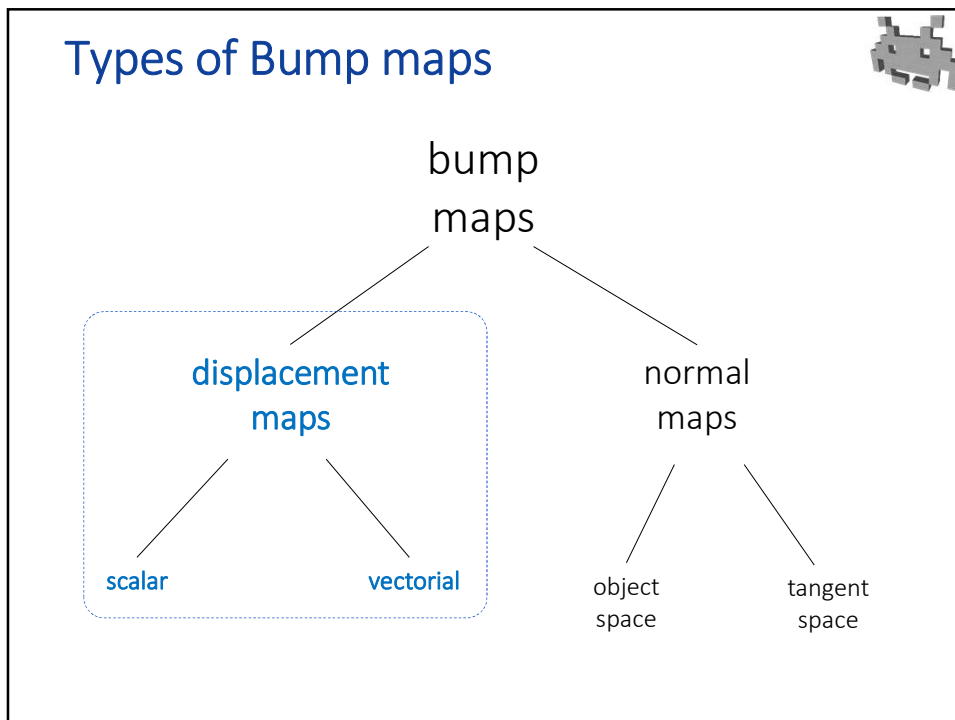 Types of Bump maps
bump
maps
displacement
maps
normal
maps
scalar
vectorial
object
space
tangent
space